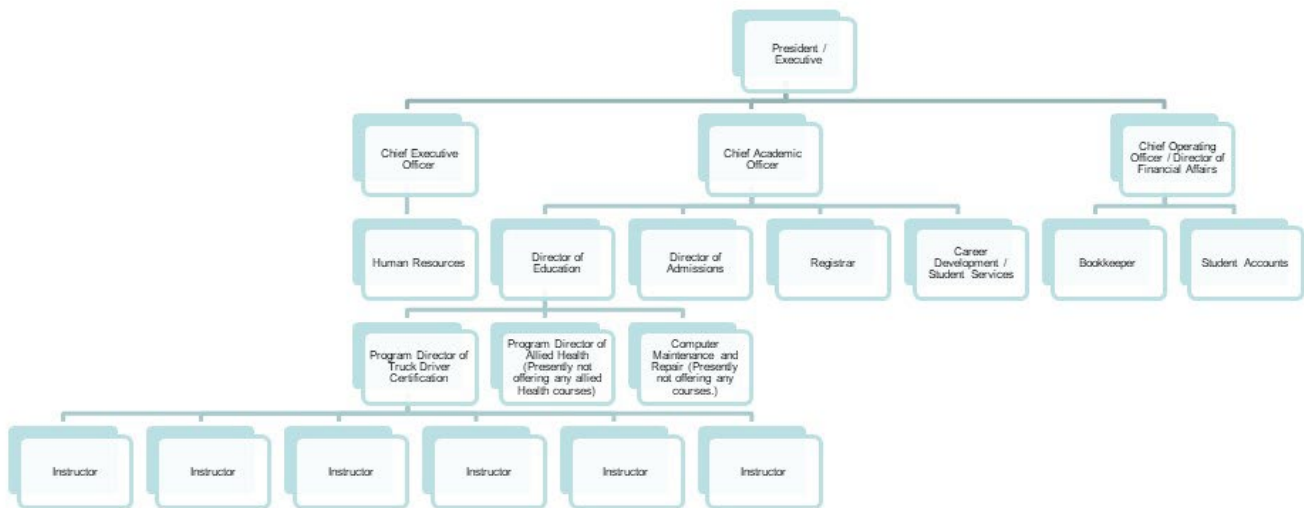 President /
Executive
Chief Executive
Officer
Chief Academic
Officer
Chief Operating
Officer / Director of
Financial Affairs
Human Resources
Director of
Education
Director of
Admissions
Registrar
Career
Development /
Student Services
Bookkeeper
Student Accounts
Program Director of
Truck Driver
Certification
Program Director of
Allied Health
(Presently not
offering any allied
Health courses)
Computer
Maintenance and
Repair (Presently
not offering any
courses.)
Instructor
Instructor
Instructor
Instructor
Instructor
Instructor